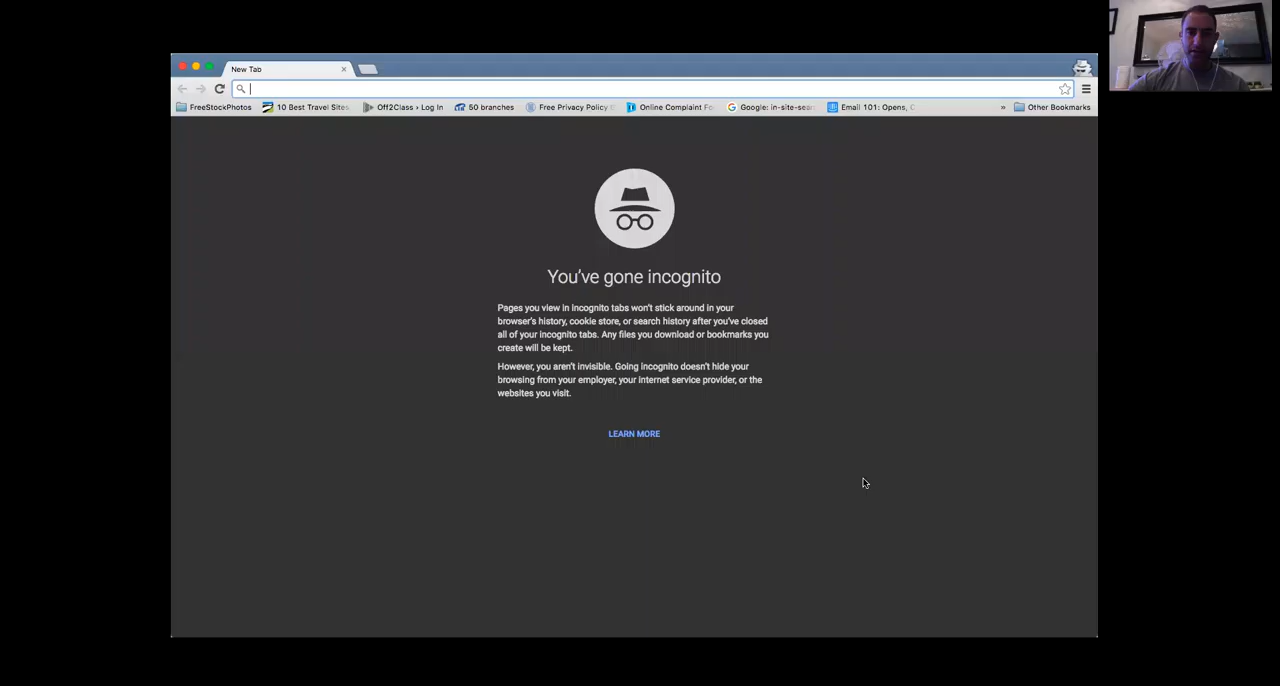 New Tab
FreeStockPhotos 10 Best Travel Sites Off2Class › Log In 50 branches Free Privacy Policy Online Complaint Fo Google: in-site-sear Email 101: Opens, C » Other Bookmarks
You've gone incognito
Pages you view in incognito tabs won't stick around in your
browser's history, cookie store, or search history after you've closed
all of your incognito tabs. Any files you download or bookmarks you
create will be kept.
However, you aren't invisible. Going incognito doesn't hide your
browsing from your employer, your internet service provider, or the
websites you visit.
LEARN MORE